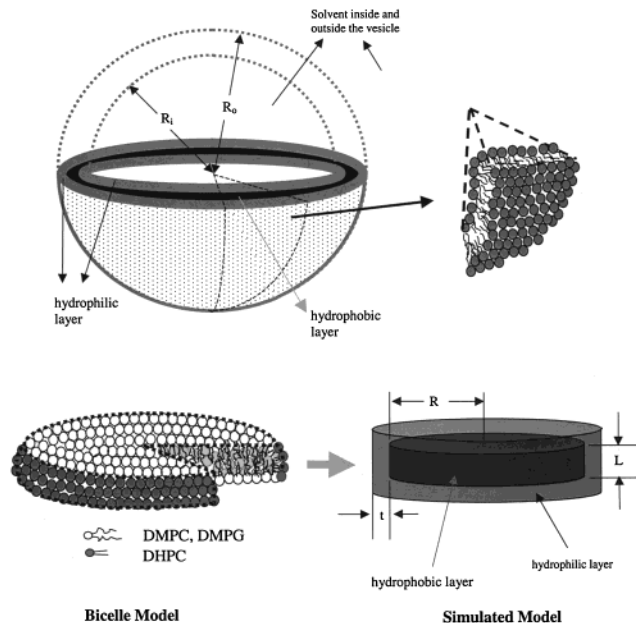 Solvent inside and
outside the vesicle
Ri
Ro
hydrophilic
layer
hydrophobic
layer
R
L
t
DMPC, DMPG
DHPC
hydrophobic layer
hydrophilic layer
Bicelle Model
Simulated Model